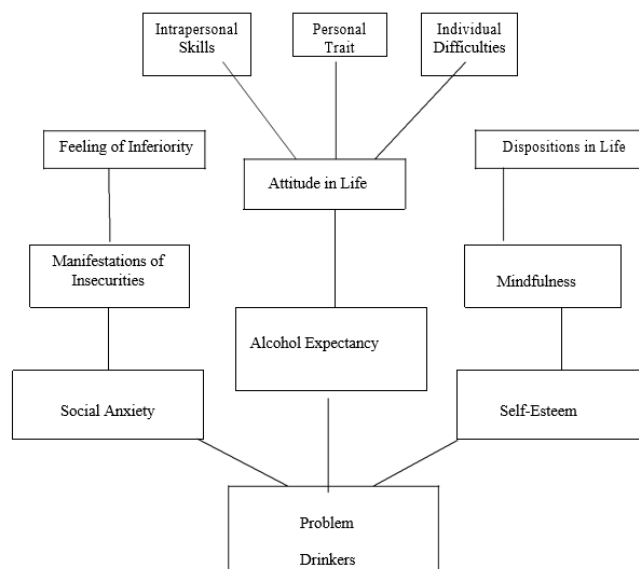 Intrapersonal
Skills
Personal
Trait
Individual
Difficulties
Feeling of Inferiority
Attitude in Life
Dispositions in Life
Manifestations of
Insecurities
Mindfulness
Alcohol Expectancy
Social Anxiety
Self-Esteem
Problem
Drinkers